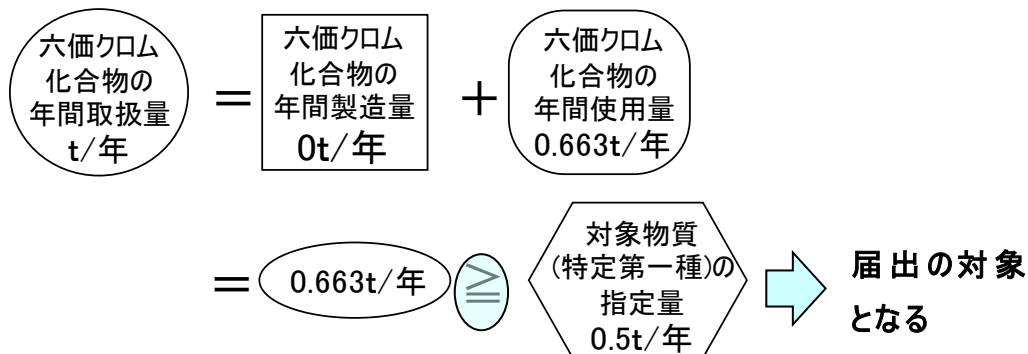 六価クロム
化合物の
年間取扱量
t/年
＝
六価クロム
化合物の
年間製造量
0t/年
＋
六価クロム
化合物の
年間使用量
0.663t/年
＝
0.663t/年
≧
対象物質
(特定第一種)の
指定量
0.5t/年
届出の対象
となる